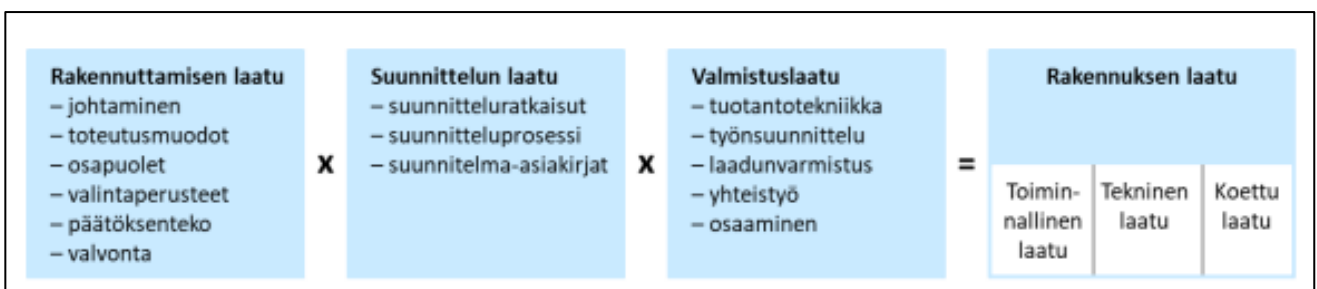 Rakennuttamisen laatu
– johtaminen
– toteutusmuodot
– osapuolet
– valintaperusteet
– päätöksenteko
– valvonta
x
Suunnittelun laatu
– suunnitteluratkaisut
– suunnitteluprosessi
– suunnitelma-asiakirjat
x
Valmistuslaatu
– tuotantotekniikka
– työnsuunnittelu
– laadunvarmistus
– yhteistyö
– osaaminen
=
Rakennuksen laatu
Toimin-
nallinen
laatu
Tekninen
laatu
Koettu
laatu